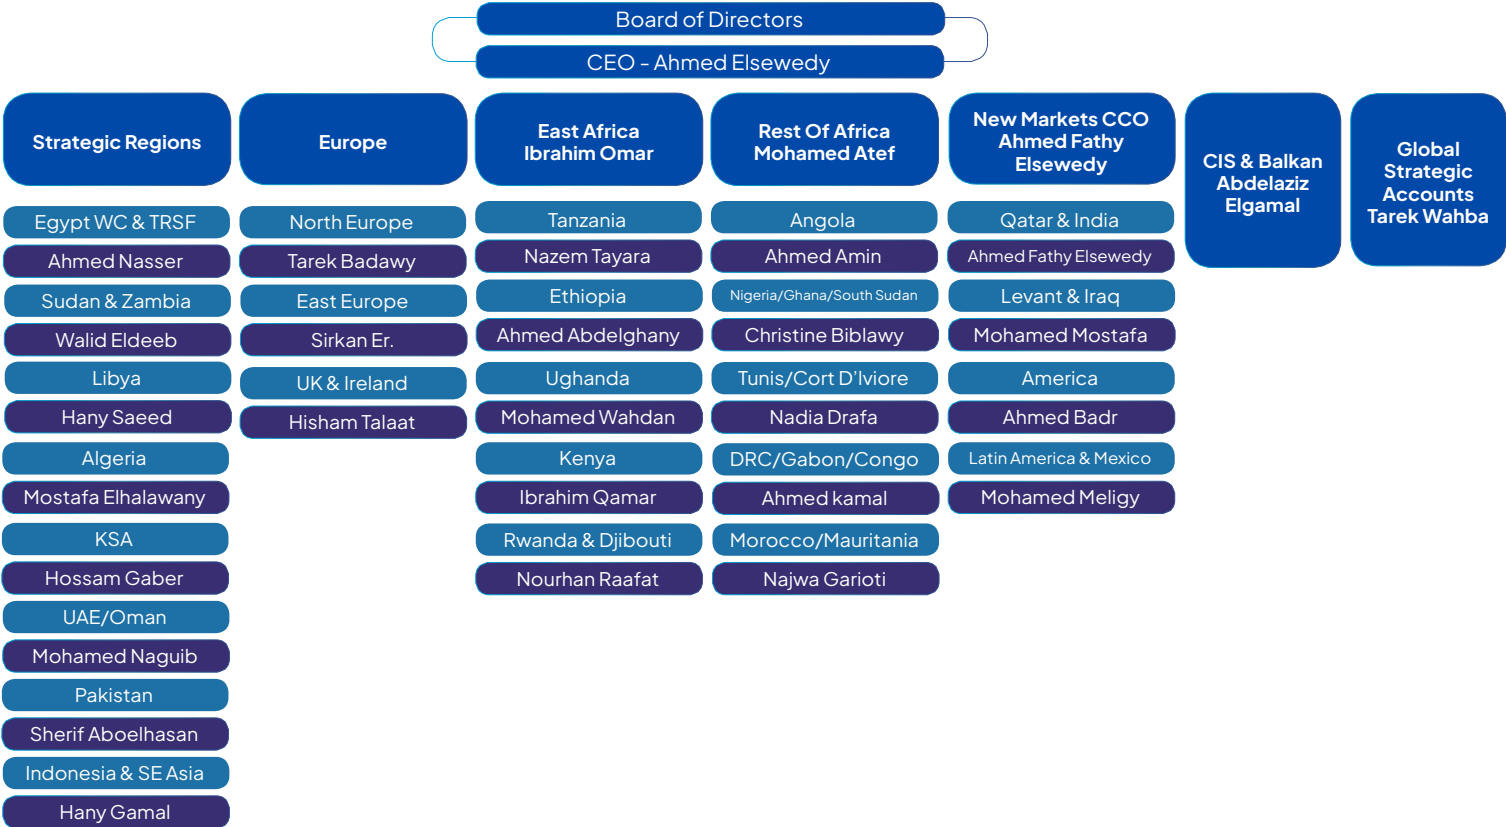 Board of Directors
CEO - Ahmed Elsewedy
Strategic Regions
Egypt WC & TRSF
Ahmed Nasser
Sudan & Zambia
Walid Eldeeb
Libya
Hany Saeed
Algeria
Mostafa Elhalawany
KSA
Hossam Gaber
UAE/Oman
Mohamed Naguib
Pakistan
Sherif Aboelhasan
Indonesia & SE Asia
Hany Gamal
Europe
North Europe
Tarek Badawy
East Europe
Sirkan Er.
UK & Ireland
Hisham Talaat
East Africa
Ibrahim Omar
Tanzania
Nazem Tayara
Ethiopia
Ahmed Abdelghany
Ughanda
Mohamed Wahdan
Kenya
Ibrahim Qamar
Rwanda & Djibouti
Nourhan Raafat
Rest Of Africa
Mohamed Atef
Angola
Ahmed Amin
Nigeria/Ghana/South Sudan
Christine Biblawy
Tunis/Cort D'Iviore
Nadia Drafa
DRC/Gabon/Congo
Ahmed kamal
Morocco/Mauritania
Najwa Garioti
New Markets CCO
Ahmed Fathy
Elsewedy
Qatar & India
Ahmed Fathy Elsewedy
Levant & Iraq
Mohamed Mostafa
America
Ahmed Badr
Latin America & Mexico
Mohamed Meligy
CIS & Balkan
Abdelaziz
Elgamal
Global
Strategic
Accounts
Tarek Wahba